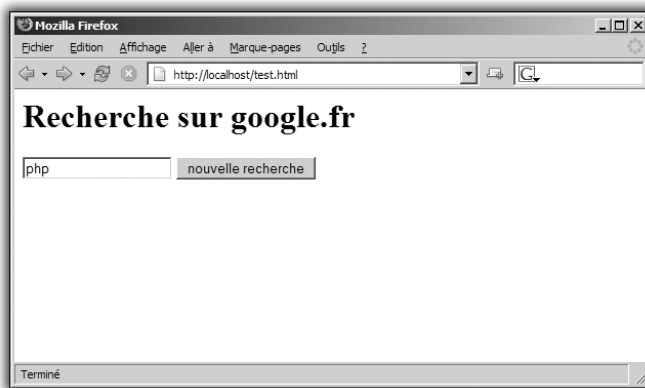 Mozilla Firefox
Fichier Edition Affichage Aller à Marque-pages Outils ?
http://localhost/test.html G
Recherche sur google.fr
php nouvelle recherche
Terminé